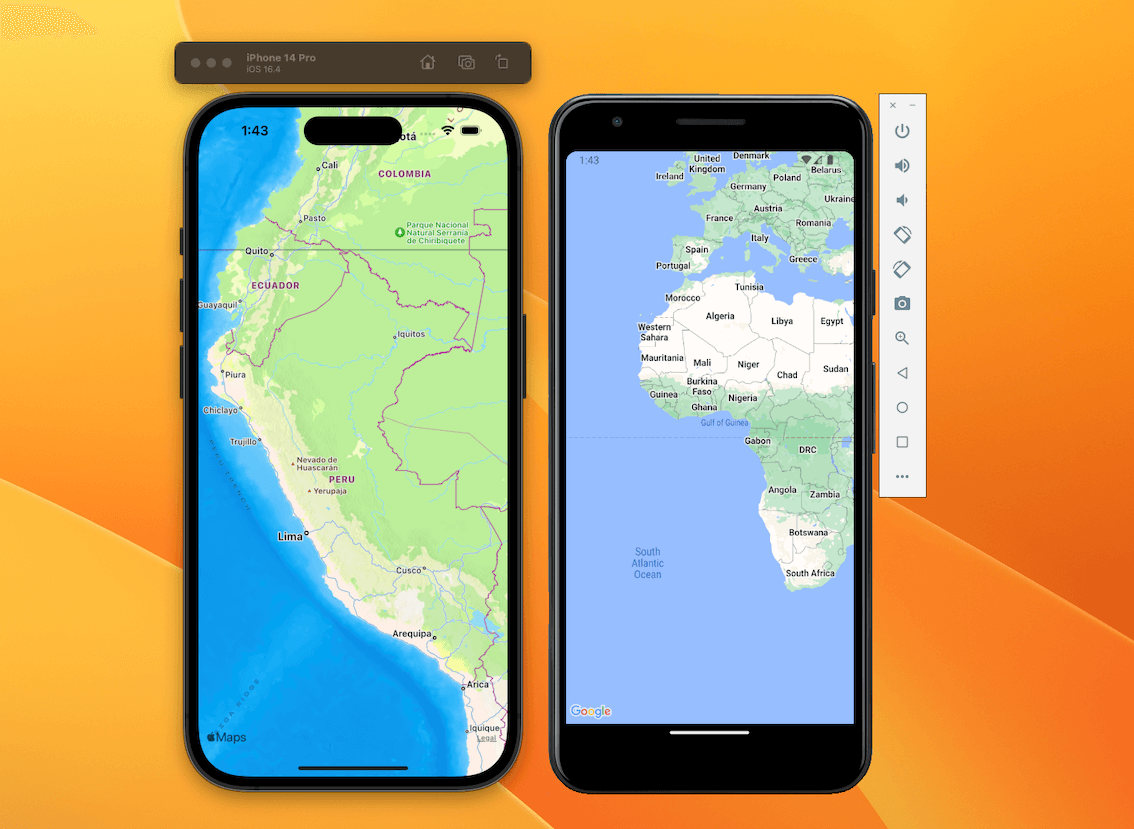 iPhone 14 Pro
iOS 16.4
1:43
otá
Cali
COLOMBIA
Pasto
Parque Nacional
Natural Serranía
de Chiribiquete
Quito
ECUADOR
Guayaquil
Iquitos
Piura
Chiclayo
Trujillo
Nevado de
Huascarán
PERU
Yerupaja
Lima
Cusco
Arequipa
Arica
Iquique
Maps
Legal
1:43
United
Kingdom
Denmark
Belarus
Ireland
Poland
Germany
Ukraine
Austria
France
Romania
Italy
Spain
Greece
Portugal
Tunisia
Morocco
Algeria
Libya
Egypt
Western
Sahara
Mauritania
Mali
Niger
Chad
Sudan
Burkina
Faso
Guinea
Nigeria
Ghana
Gulf of Guinea
Gabon
DRC
Angola
Zambia
Botswana
South
Atlantic
Ocean
South Africa
Google